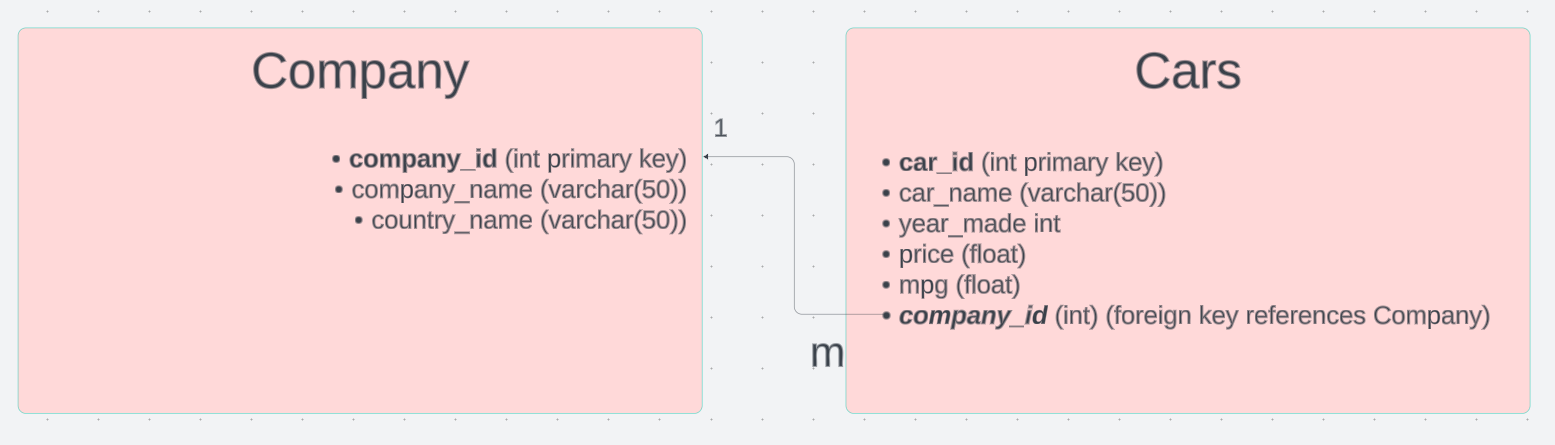 Company
• company_id (int primary key)
• company_name (varchar(50))
• country_name (varchar(50))
1
m
Cars
• car_id (int primary key)
• car_name (varchar(50))
• year_made int
• price (float)
• mpg (float)
• company_id (int) (foreign key references Company)